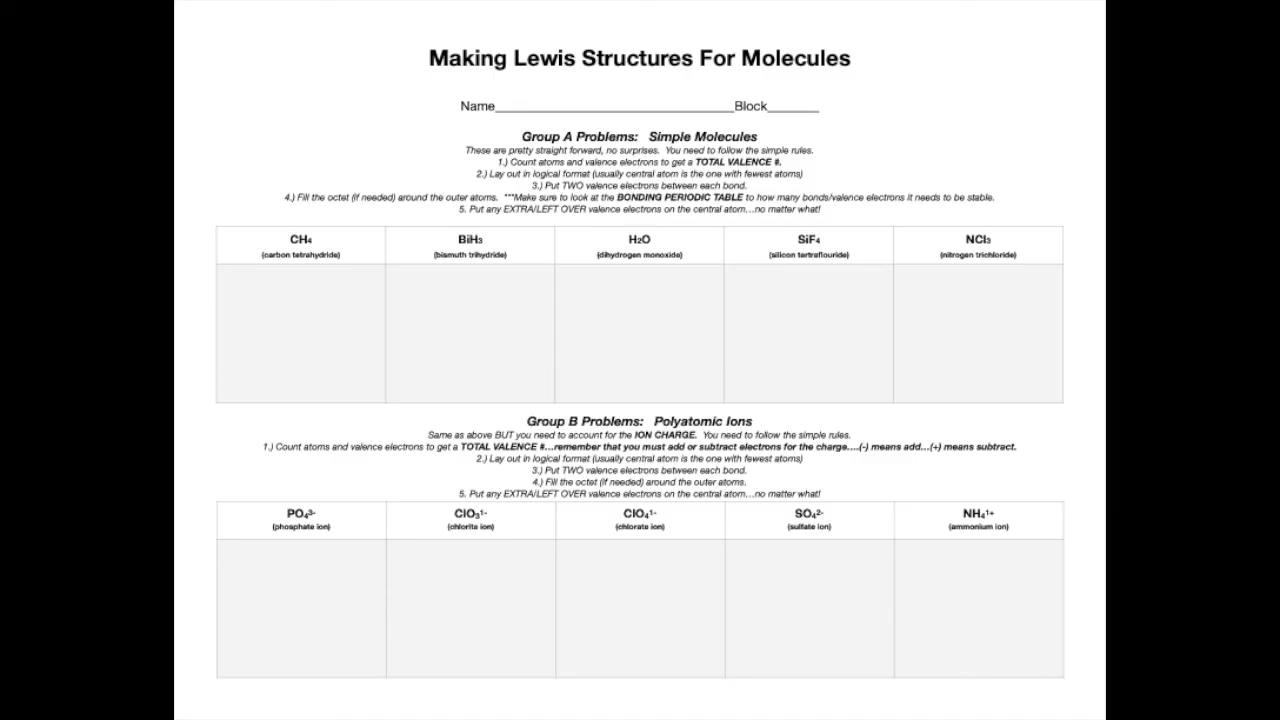 Making Lewis Structures For Molecules
Name__________________________________Block_______
Group A Problems: Simple Molecules
These are pretty straight forward, no surprises. You need to follow the simple rules.
1.) Count atoms and valence electrons to get a TOTAL VALENCE #.
2.) Lay out in logical format (usually central atom is the one with fewest atoms)
3.) Put TWO valence electrons between each bond.
4.) Fill the octet (if needed) around the outer atoms. ***Make sure to look at the BONDING PERIODIC TABLE to how many bonds/valence electrons it needs to be stable.
5. Put any EXTRA/LEFT OVER valence electrons on the central atom…no matter what!
CH₄ BiH₃ H₂O SiF₄ NCl₃
(carbon tetrahydride) (bismuth trihydride) (dihydrogen monoxide) (silicon tertraflouride) (nitrogen trichloride)
Group B Problems: Polyatomic Ions
Same as above BUT you need to account for the ION CHARGE. You need to follow the simple rules.
1.) Count atoms and valence electrons to get a TOTAL VALENCE #…remember that you must add or subtract electrons for the charge….(-) means add…(+) means subtract.
2.) Lay out in logical format (usually central atom is the one with fewest atoms)
3.) Put TWO valence electrons between each bond.
4.) Fill the octet (if needed) around the outer atoms.
5. Put any EXTRA/LEFT OVER valence electrons on the central atom…no matter what!
PO₄³⁻ ClO₃¹⁻ ClO₄¹⁻ SO₄²⁻ NH₄¹⁺
(phosphate ion) (chlorite ion) (chlorate ion) (sulfate ion) (ammonium ion)